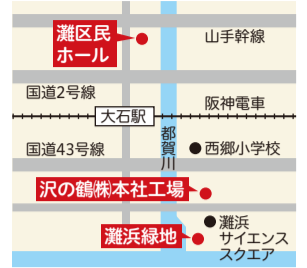 灘区民
ホール
山手幹線
国道2号線
阪神電車
大石駅
都賀川
国道43号線
西郷小学校
沢の鶴㈱本社工場
灘浜緑地
灘浜
サイエンス
スクエア